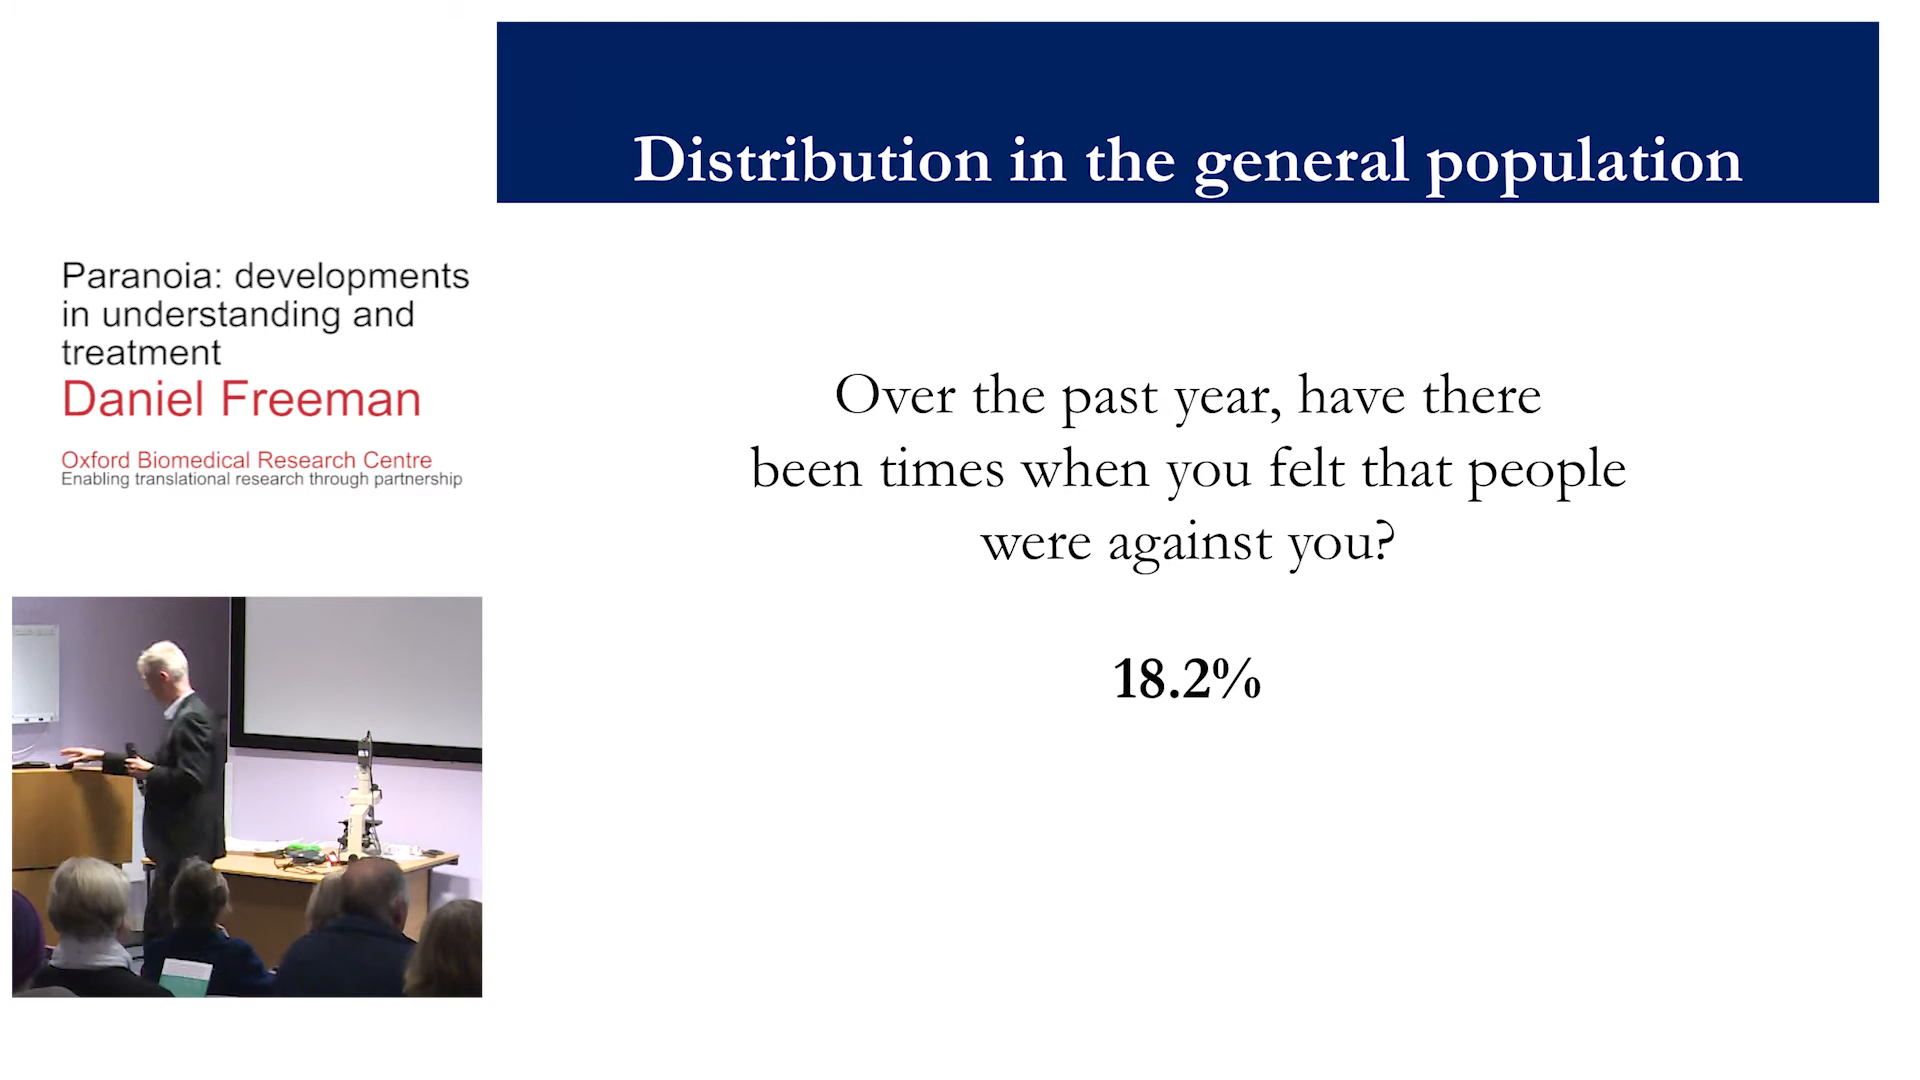 Distribution in the general population
Paranoia: developments
in understanding and
treatment
Daniel Freeman
Oxford Biomedical Research Centre
Enabling translational research through partnership
Over the past year, have there
been times when you felt that people
were against you?
18.2%